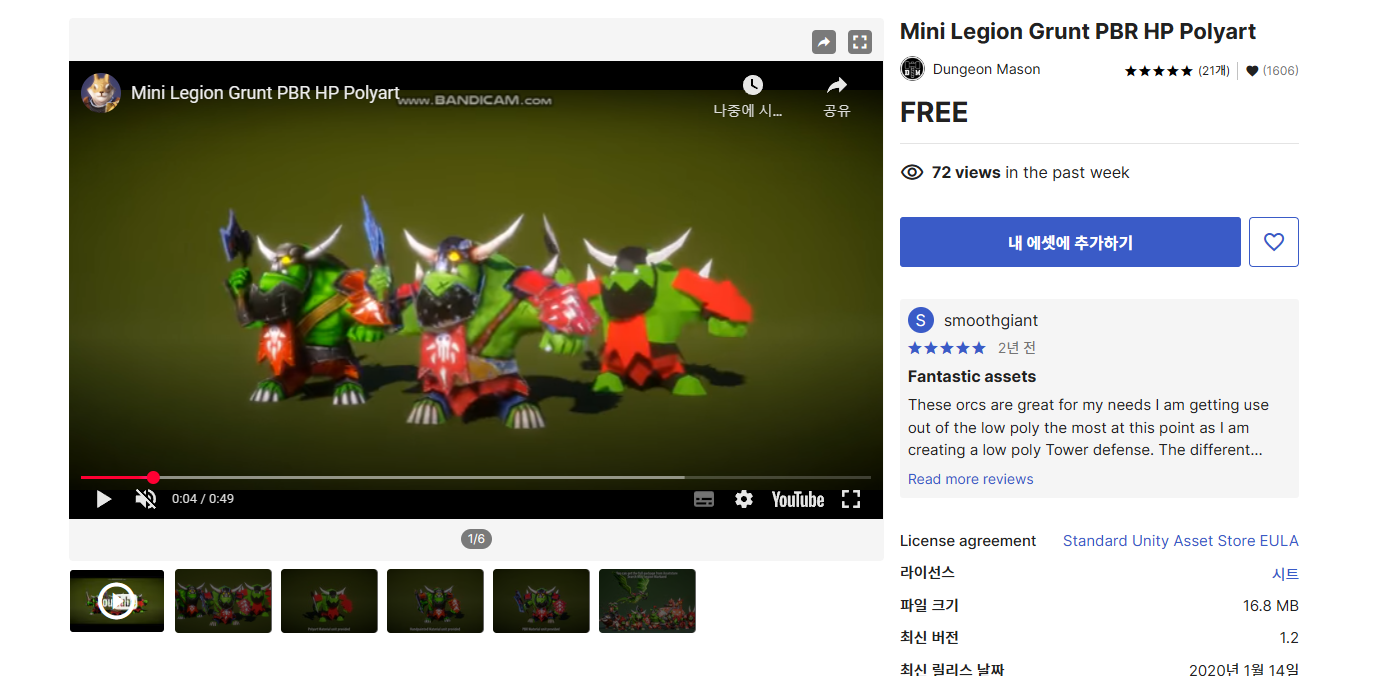 Mini Legion Grunt PBR HP Polyart
www.BANDICAM.com
나중에 시...
공유
0:04 / 0:49
YouTube
1/6
Mini Legion Grunt PBR HP Polyart
Dungeon Mason
★★★★★ (21개)
(1606)
FREE
72 views in the past week
내 에셋에 추가하기
S
smoothgiant
★★★★★ 2년 전
Fantastic assets
These orcs are great for my needs I am getting use
out of the low poly the most at this point as I am
creating a low poly Tower defense. The different...
Read more reviews
License agreement Standard Unity Asset Store EULA
라이선스 시트
파일 크기 16.8 MB
최신 버전 1.2
최신 릴리스 날짜 2020년 1월 14일